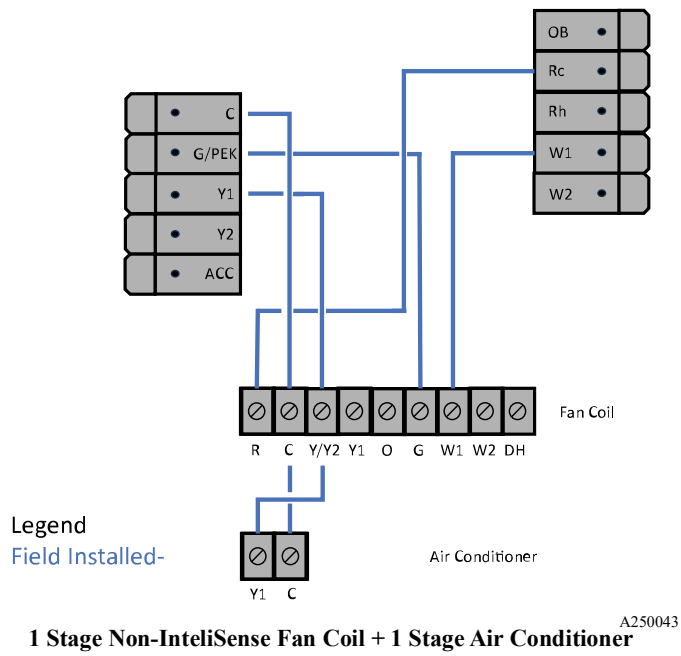 OB
Rc
Rh
W1
W2
C
G/PEK
Y1
Y2
ACC
Fan Coil
R C Y/Y2 Y1 O G W1 W2 DH
Legend
Field Installed-
Air Conditioner
Y1 C
A250043
1 Stage Non-InteliSense Fan Coil + 1 Stage Air Conditioner